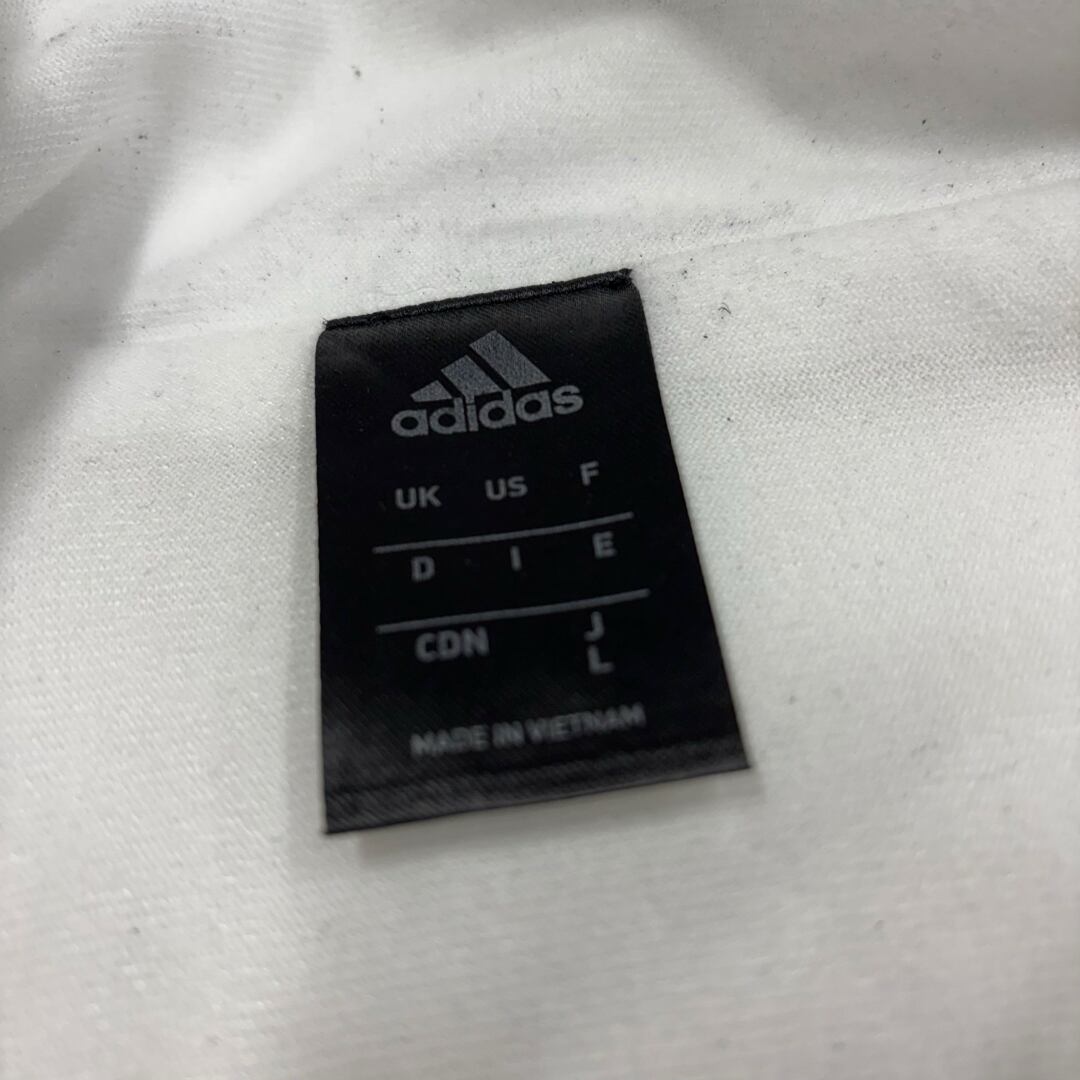 adidas
UK US F
D I E
CDN J
L
MADE IN VIETNAM